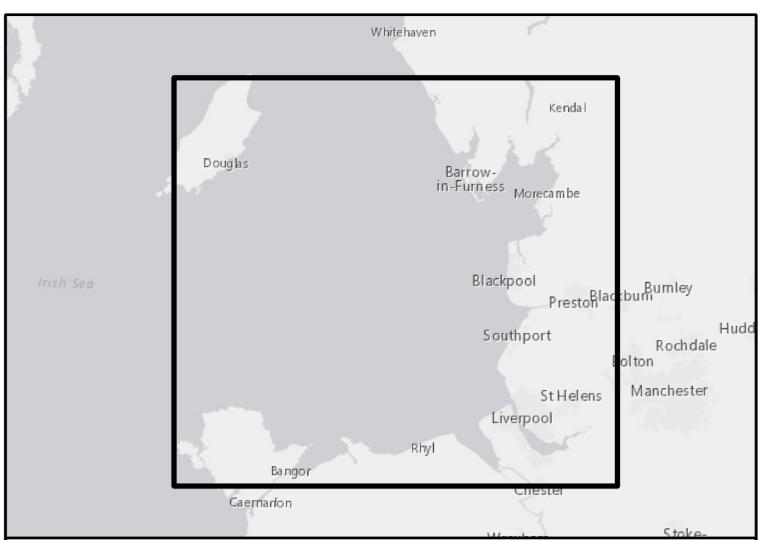 Whitehaven
Kendal
Douglas
Barrow-
in-Furness
Morecambe
Irish Sea
Blackpool
Burnley
Preston
Blackburn
Southport
Hudd
Rochdale
Bolton
Manchester
St Helens
Liverpool
Rhyl
Bangor
Chester
Caernarfon
Wrexham
Stoke-